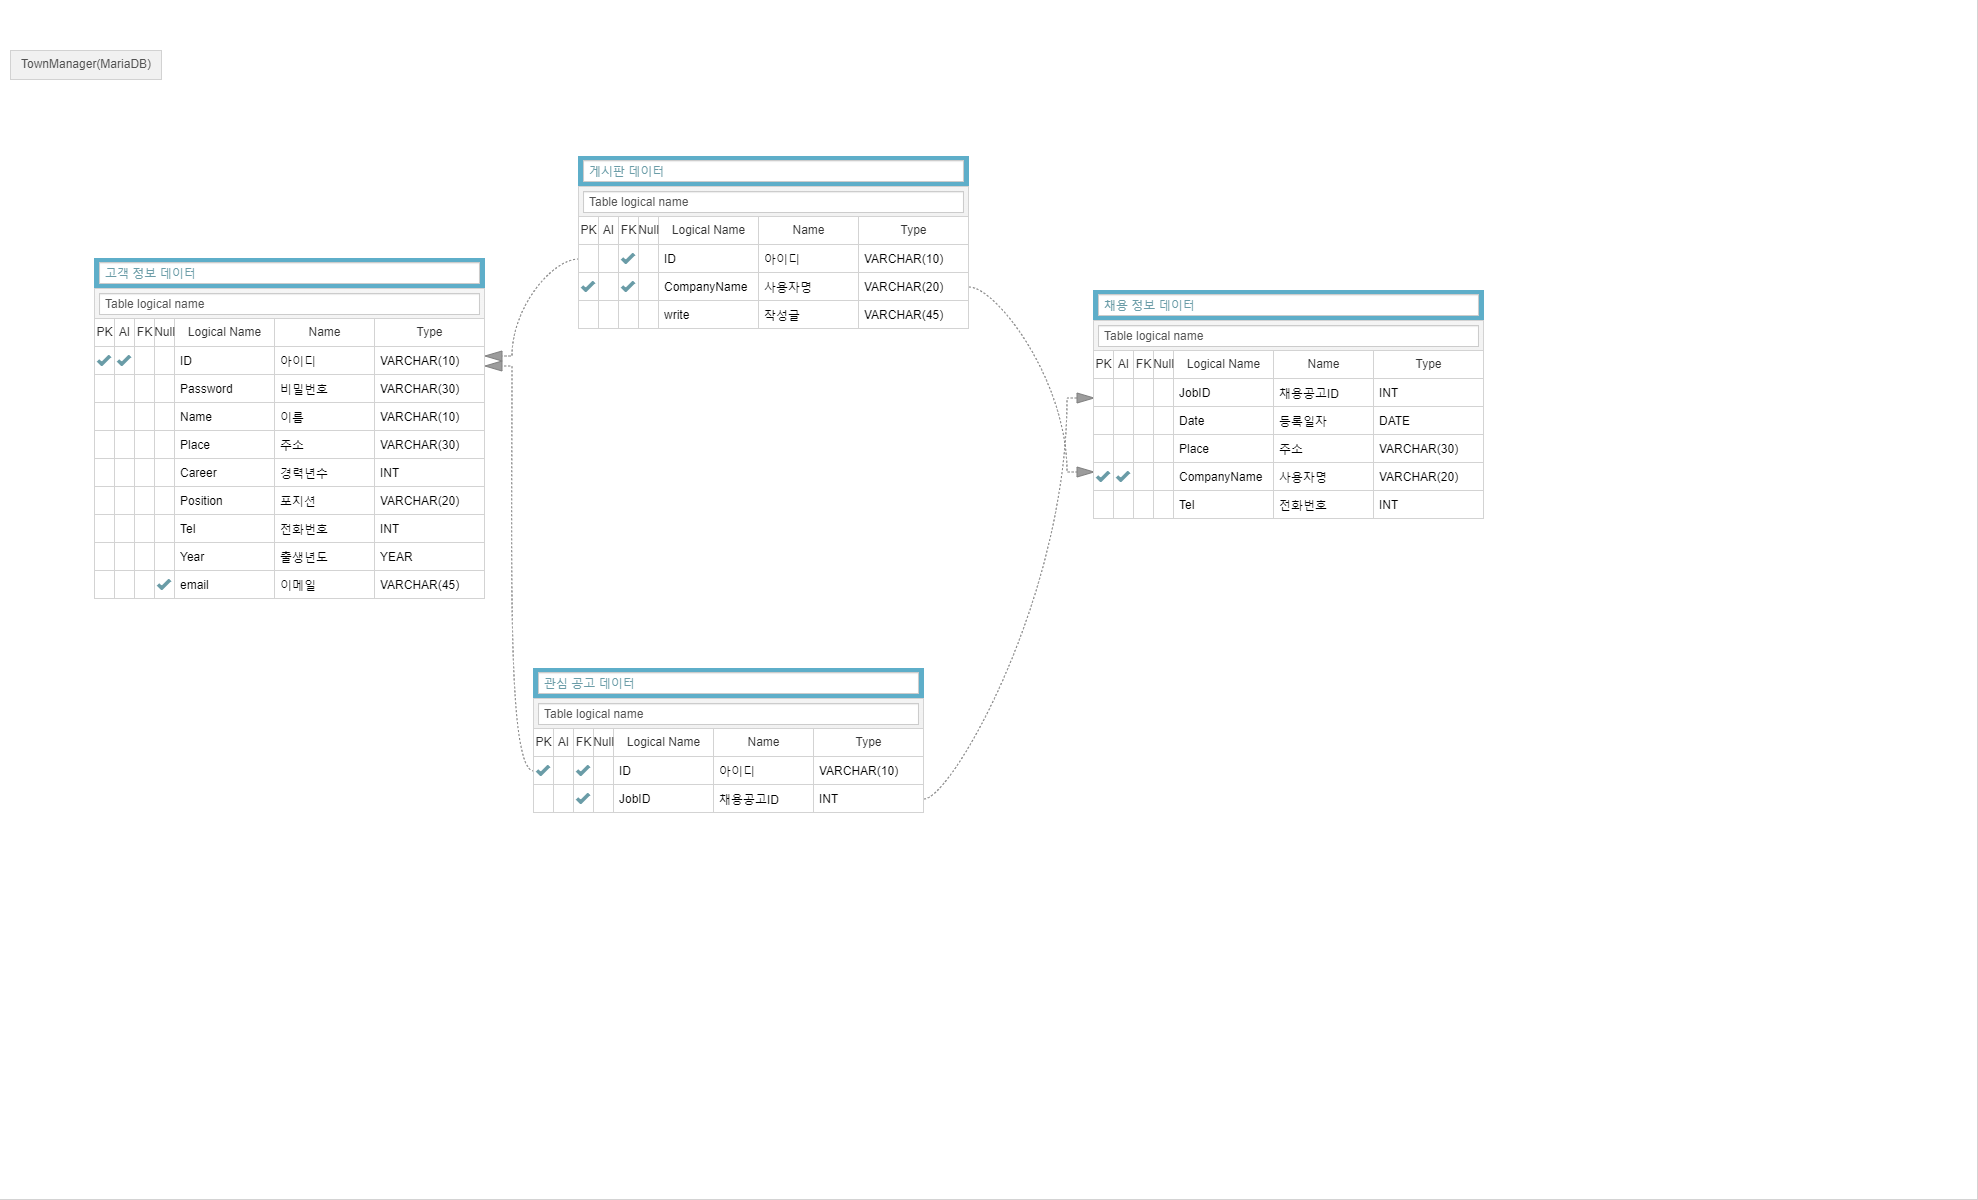 TownManager(MariaDB)
게시판 데이터
Table logical name
PK AI FK Null Logical Name Name Type
ID 아이디 VARCHAR(10)
CompanyName 사용자명 VARCHAR(20)
write 작성글 VARCHAR(45)
고객 정보 데이터
Table logical name
PK AI FK Null Logical Name Name Type
ID 아이디 VARCHAR(10)
Password 비밀번호 VARCHAR(30)
Name 이름 VARCHAR(10)
Place 주소 VARCHAR(30)
Career 경력년수 INT
Position 포지션 VARCHAR(20)
Tel 전화번호 INT
Year 출생년도 YEAR
email 이메일 VARCHAR(45)
채용 정보 데이터
Table logical name
PK AI FK Null Logical Name Name Type
JobID 채용공고ID INT
Date 등록일자 DATE
Place 주소 VARCHAR(30)
CompanyName 사용자명 VARCHAR(20)
Tel 전화번호 INT
관심 공고 데이터
Table logical name
PK AI FK Null Logical Name Name Type
ID 아이디 VARCHAR(10)
JobID 채용공고ID INT